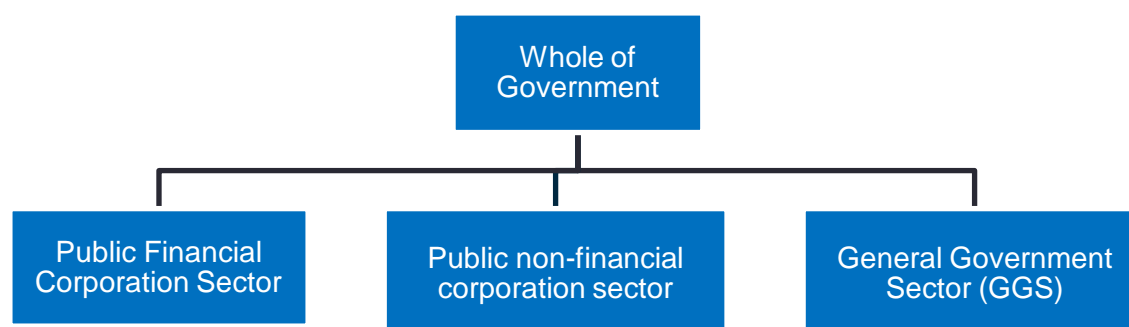 Whole of
Government
Public Financial
Corporation Sector
Public non-financial
corporation sector
General Government
Sector (GGS)